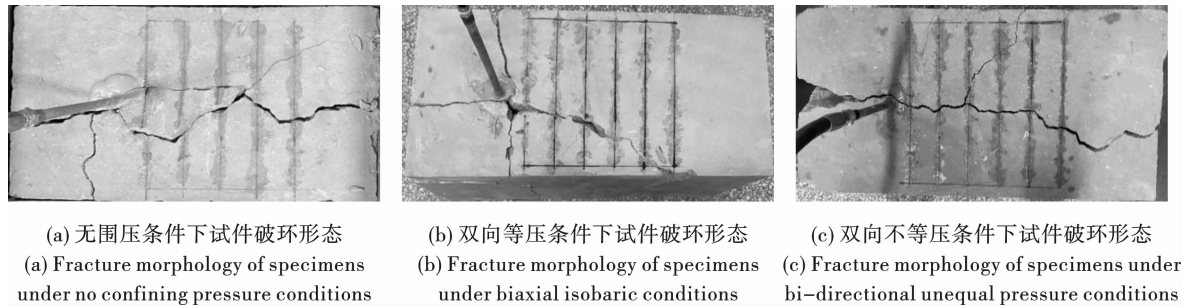 (a) 无围压条件下试件破环形态
(a) Fracture morphology of specimens
under no confining pressure conditions
(b) 双向等压条件下试件破环形态
(b) Fracture morphology of specimens
under biaxial isobaric conditions
(c) 双向不等压条件下试件破环形态
(c) Fracture morphology of specimens under
bi-directional unequal pressure conditions